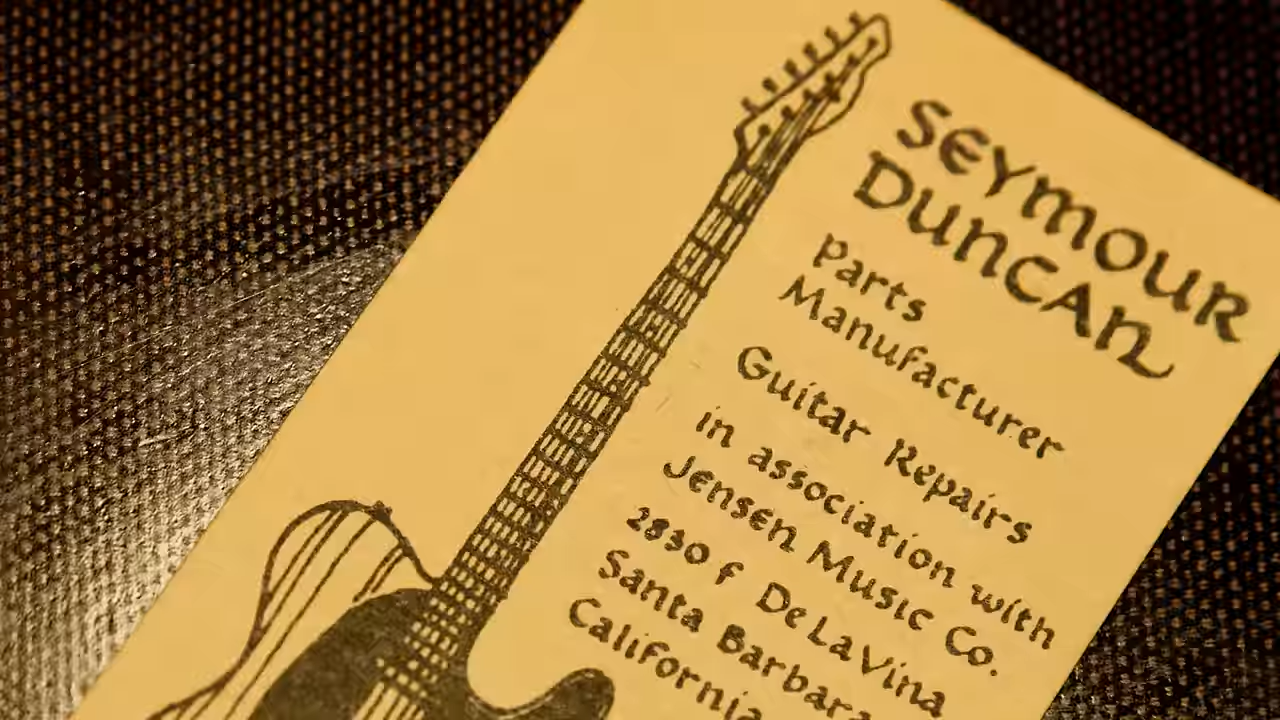 SEYMOUR
DUNCAN
Parts
Manufacturer
Guitar Repairs
in association with
Jensen Music Co.
2830 f De La Vina
Santa Barbara
California